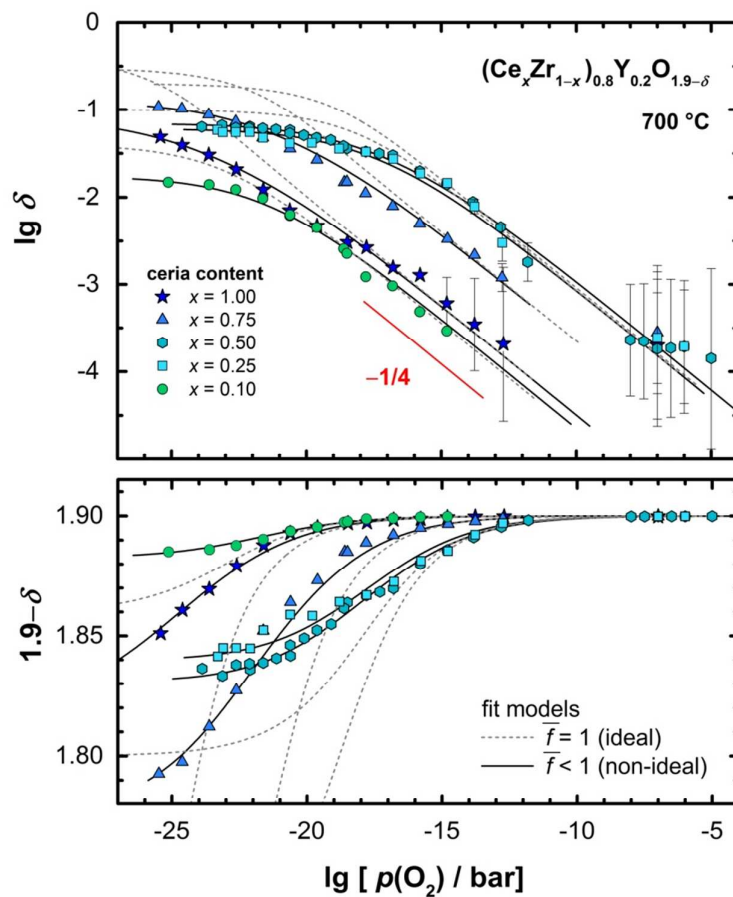 0
-1
-2
-3
-4
lg δ
(CeₓZr₁₋ₓ)₀.₈Y₀.₂O₁.₉₋δ
700 °C
ceria content
x = 1.00
x = 0.75
x = 0.50
x = 0.25
x = 0.10
–1/4
1.90
1.85
1.80
1.9–δ
fit models
f̅ = 1 (ideal)
f̅ < 1 (non-ideal)
-25 -20 -15 -10 -5
lg [ p(O₂) / bar]